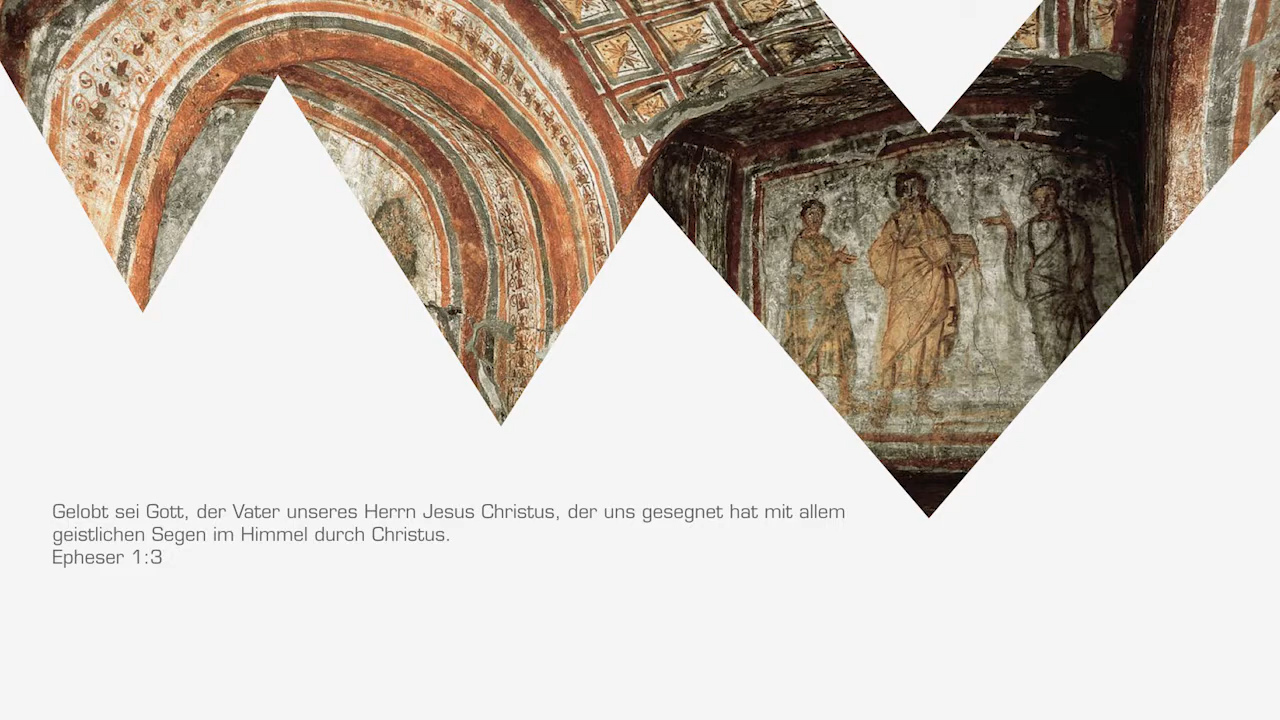 Gelobt sei Gott, der Vater unseres Herrn Jesus Christus, der uns gesegnet hat mit allem
geistlichen Segen im Himmel durch Christus.
Epheser 1:3